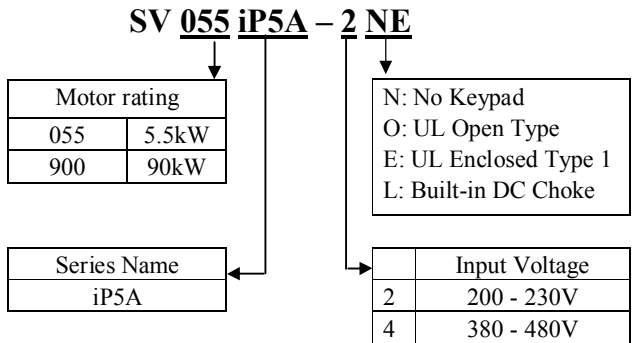 SV 055 iP5A – 2 NE
Motor rating
055 5.5kW
900 90kW
N: No Keypad
O: UL Open Type
E: UL Enclosed Type 1
L: Built-in DC Choke
Series Name
iP5A
Input Voltage
2 200 - 230V
4 380 - 480V